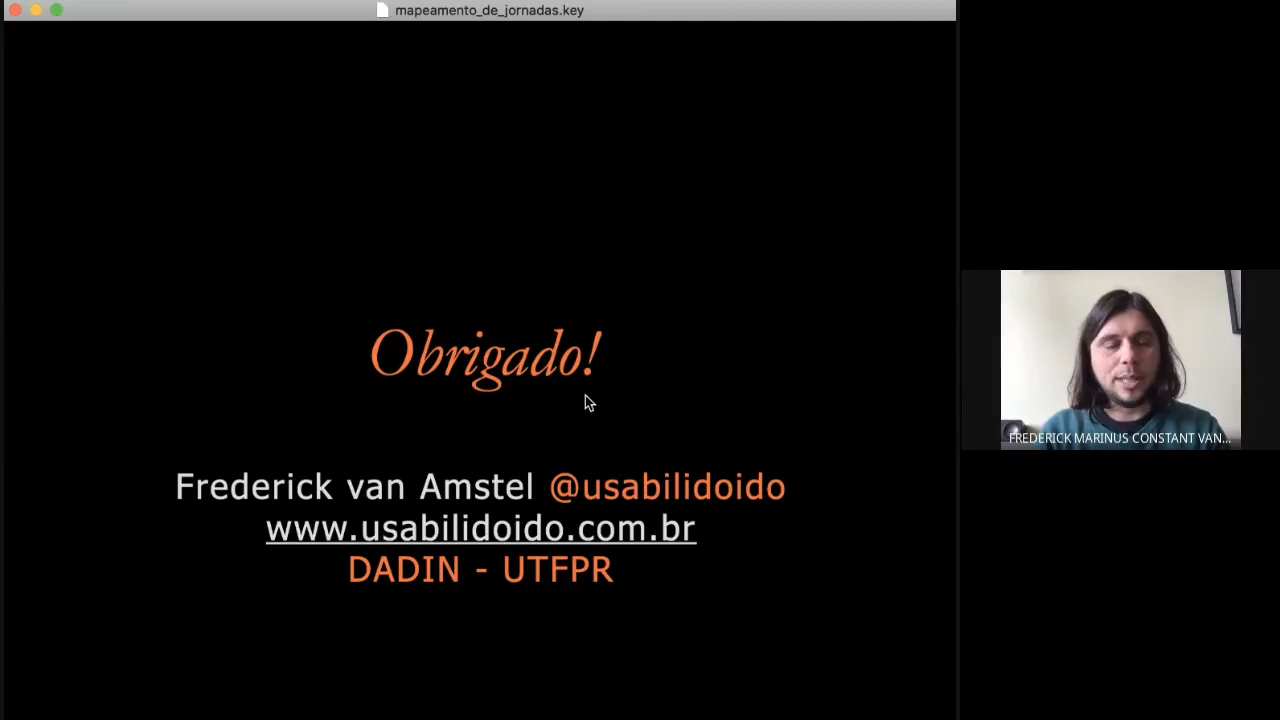 mapeamento_de_jornadas.key
Obrigado!
Frederick van Amstel @usabilidoido
www.usabilidoido.com.br
DADIN - UTFPR
FREDERICK MARINUS CONSTANT VAN...